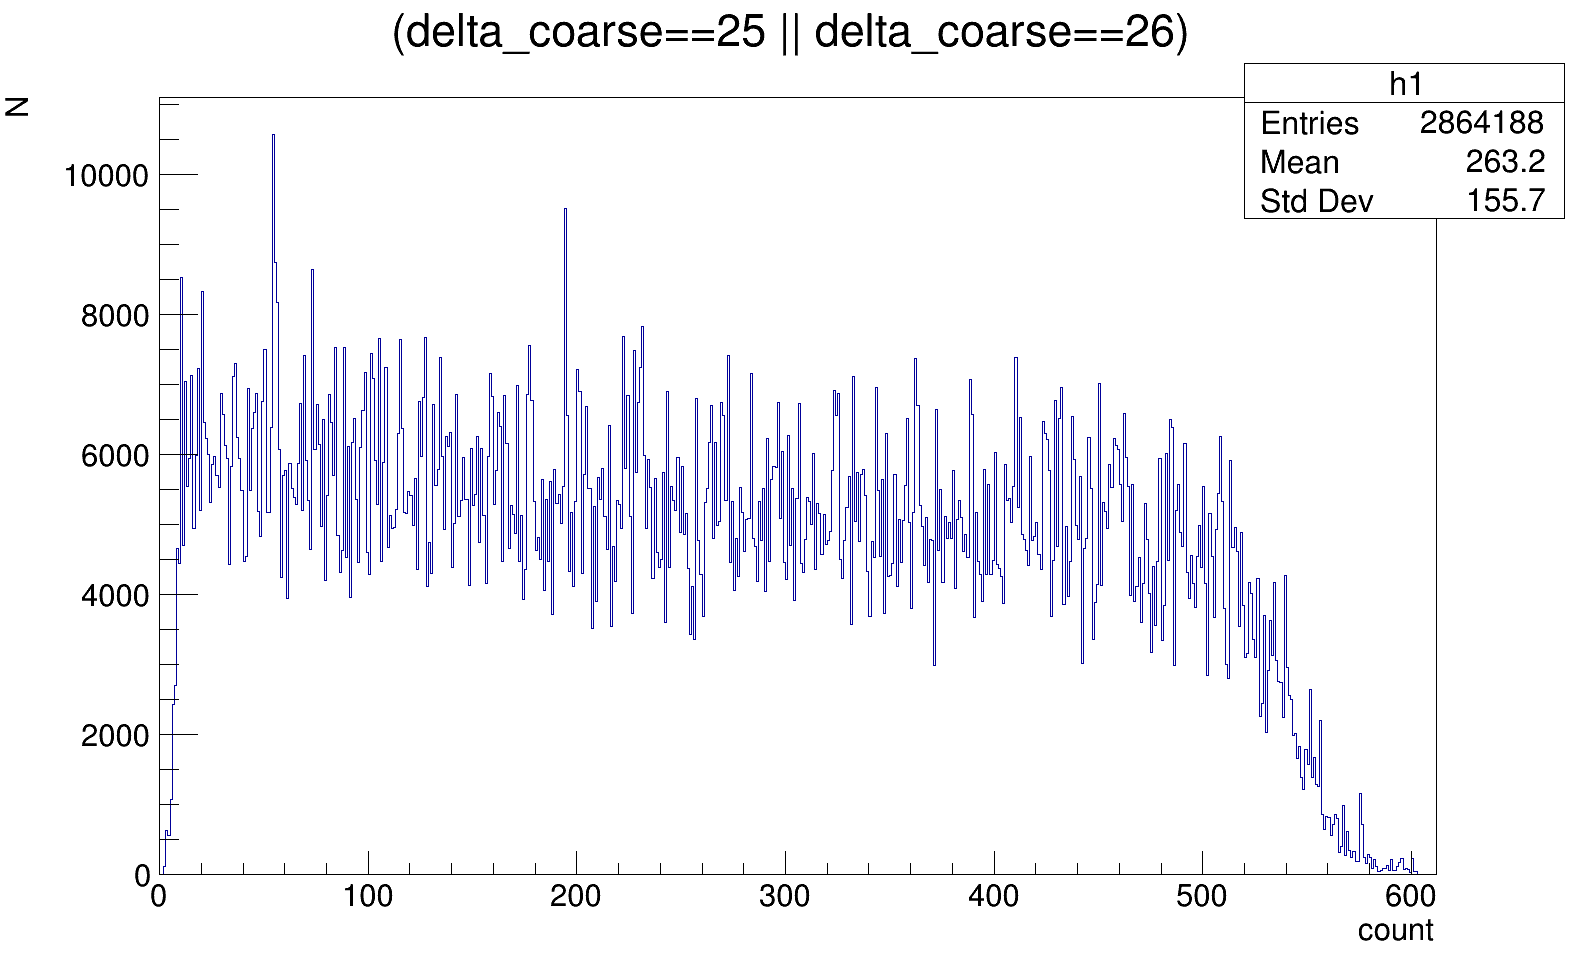 (delta_coarse==25 || delta_coarse==26)
h1
Entries 2864188
Mean 263.2
Std Dev 155.7
N
10000
8000
6000
4000
2000
0
0 100 200 300 400 500 600
count